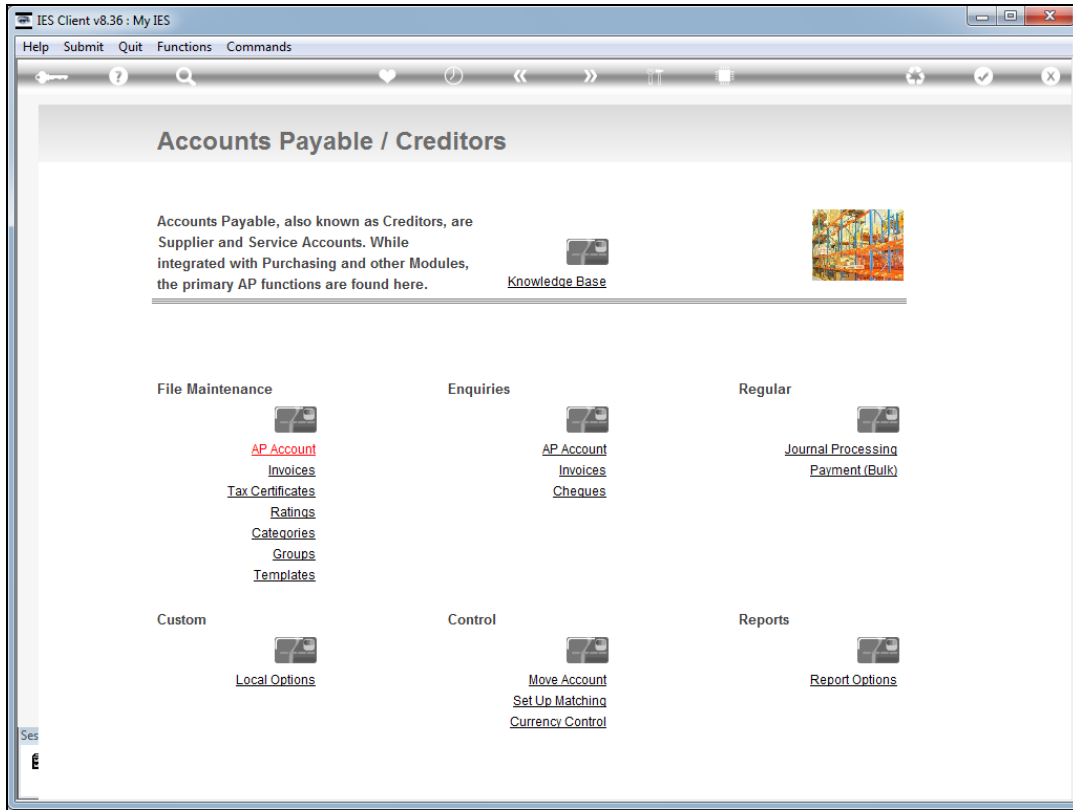 IES Client v8.36 : My IES
Help Submit Quit Functions Commands
Accounts Payable / Creditors
Accounts Payable, also known as Creditors, are
Supplier and Service Accounts. While
integrated with Purchasing and other Modules,
the primary AP functions are found here.
Knowledge Base
File Maintenance
AP Account
Invoices
Tax Certificates
Ratings
Categories
Groups
Templates
Enquiries
AP Account
Invoices
Cheques
Regular
Journal Processing
Payment (Bulk)
Custom
Local Options
Control
Move Account
Set Up Matching
Currency Control
Reports
Report Options
Ses